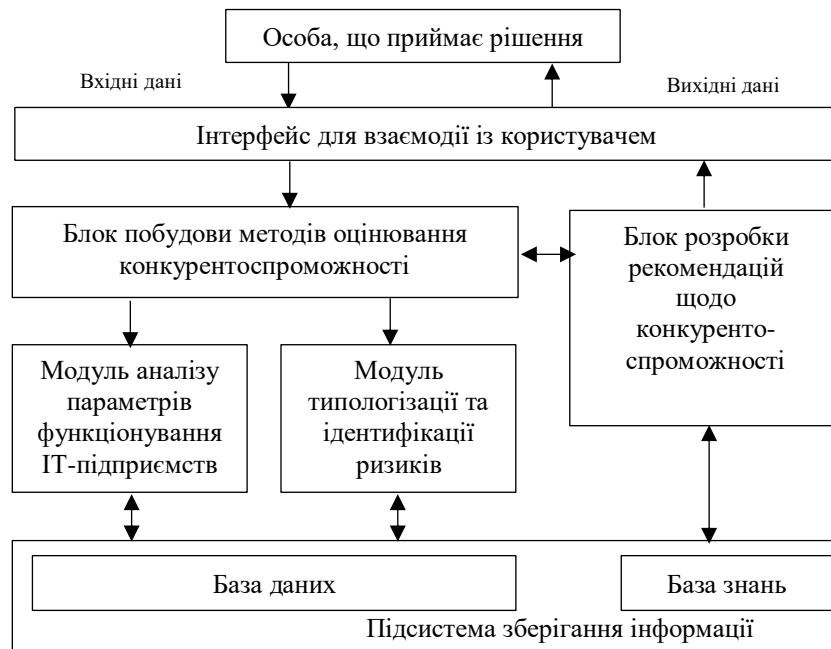 Особа, що приймає рішення
Вхідні дані
Вихідні дані
Інтерфейс для взаємодії із користувачем
Блок побудови методів оцінювання
конкурентоспроможності
Блок розробки
рекомендацій
щодо
конкуренто-
спроможності
Модуль аналізу
параметрів
функціонування
ІТ-підприємств
Модуль
типологізації та
ідентифікації
ризиків
База даних
База знань
Підсистема зберігання інформації